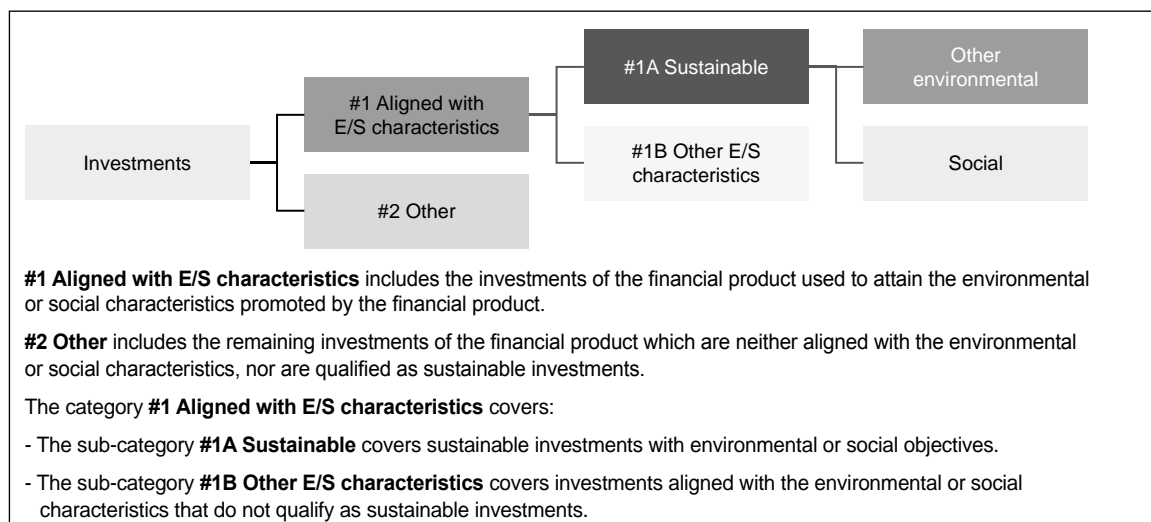 Investments
#1 Aligned with
E/S characteristics
#2 Other
#1A Sustainable
#1B Other E/S
characteristics
Other
environmental
Social
#1 Aligned with E/S characteristics includes the investments of the financial product used to attain the environmental
or social characteristics promoted by the financial product.
#2 Other includes the remaining investments of the financial product which are neither aligned with the environmental
or social characteristics, nor are qualified as sustainable investments.
The category #1 Aligned with E/S characteristics covers:
- The sub-category #1A Sustainable covers sustainable investments with environmental or social objectives.
- The sub-category #1B Other E/S characteristics covers investments aligned with the environmental or social
characteristics that do not qualify as sustainable investments.